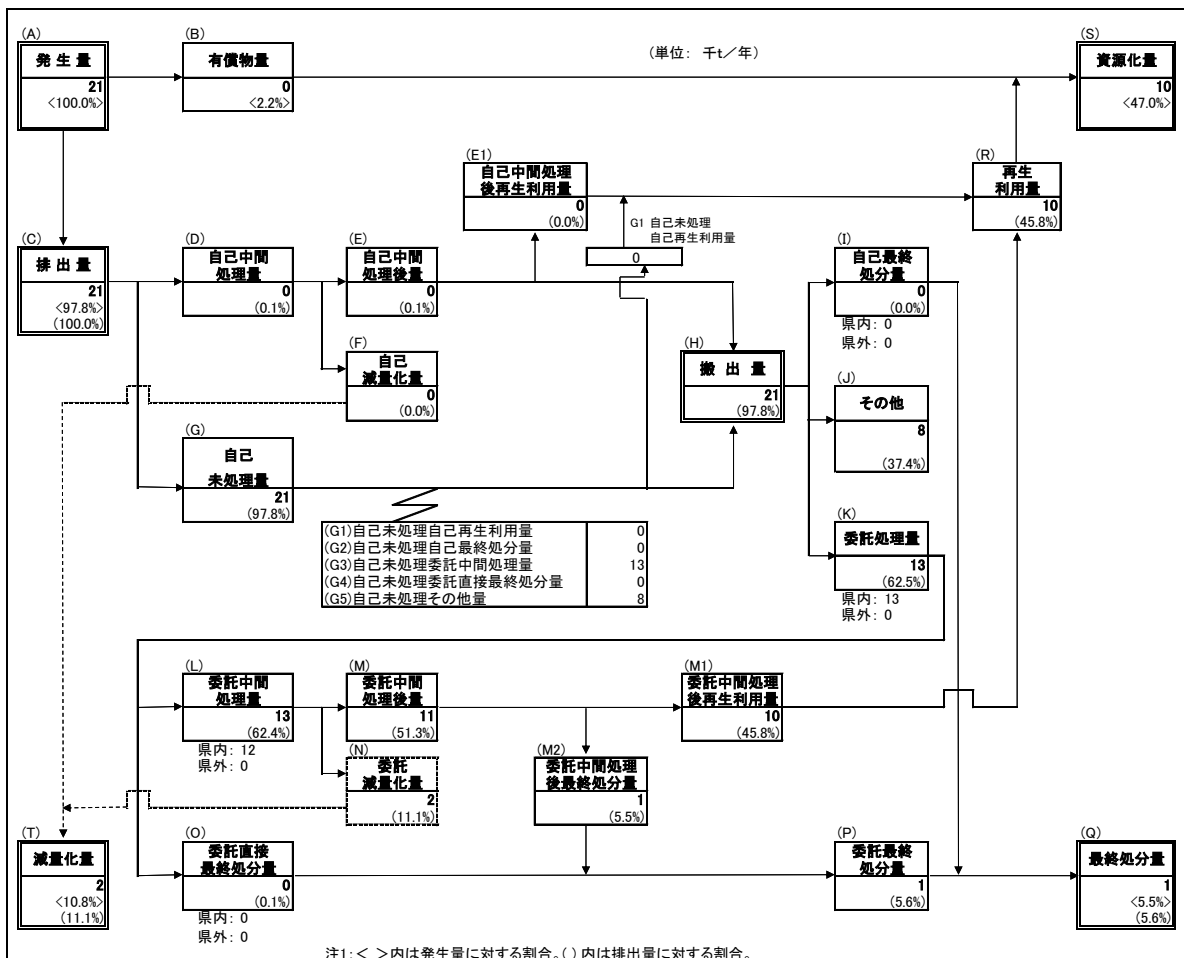 (A)
発 生 量
21
<100.0%>
(B)
有償物量
0
<2.2%>
(単位: 千t/年)
(S)
資源化量
10
<47.0%>
(E1)
自己中間処理
後再生利用量
0
(0.0%)
G1 自己未処理
自己再生利用量
0
(R)
再生
利用量
10
(45.8%)
(C)
排 出 量
21
<97.8%>
(100.0%)
(D)
自己中間
処理量
0
(0.1%)
(E)
自己中間
処理後量
0
(0.1%)
(I)
自己最終
処分量
0
(0.0%)
県内: 0
県外: 0
(F)
自己
減量化量
0
(0.0%)
(H)
搬 出 量
21
(97.8%)
(J)
その他
8
(37.4%)
(G)
自己
未処理量
21
(97.8%)
(G1)自己未処理自己再生利用量 0
(G2)自己未処理自己最終処分量 0
(G3)自己未処理委託中間処理量 13
(G4)自己未処理委託直接最終処分量 0
(G5)自己未処理その他量 8
(K)
委託処理量
13
(62.5%)
県内: 13
県外: 0
(L)
委託中間
処理量
13
(62.4%)
県内: 12
県外: 0
(M)
委託中間
処理後量
11
(51.3%)
(M1)
委託中間処理
後再生利用量
10
(45.8%)
(N)
委託
減量化量
2
(11.1%)
(M2)
委託中間処理
後最終処分量
1
(5.5%)
(T)
減量化量
2
<10.8%>
(11.1%)
(O)
委託直接
最終処分量
0
(0.1%)
県内: 0
県外: 0
(P)
委託最終
処分量
1
(5.6%)
(Q)
最終処分量
1
<5.5%>
(5.6%)
注1:< >内は発生量に対する割合。( )内は排出量に対する割合。